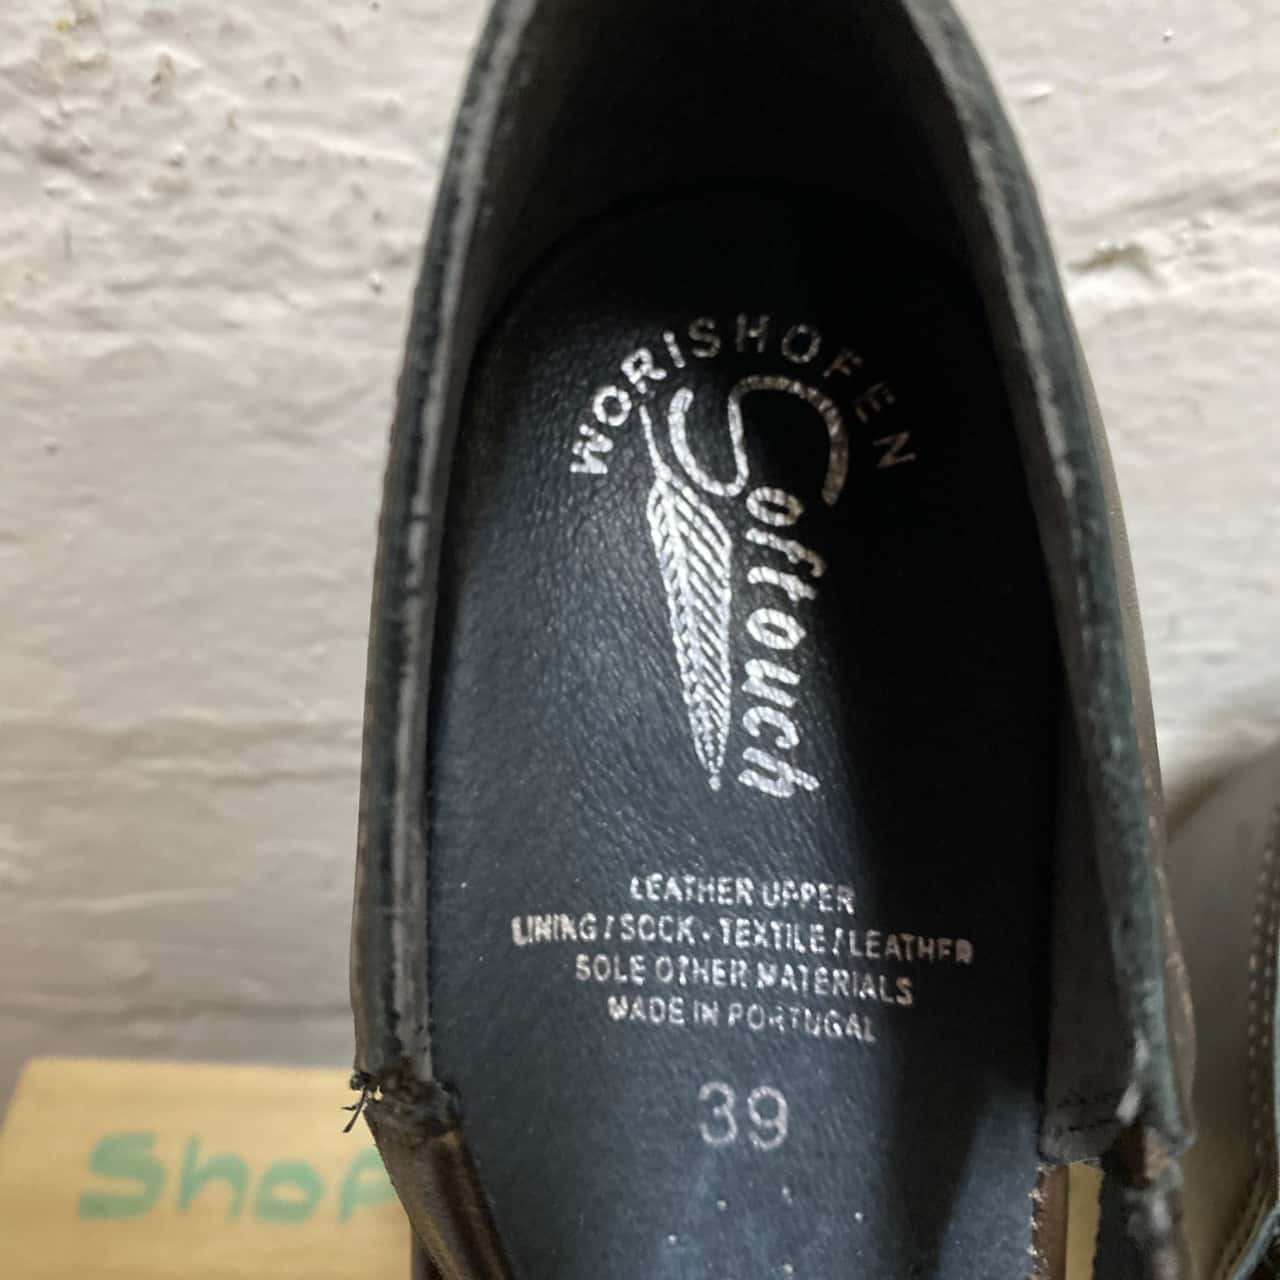 WORISHOFEN
Softouch
LEATHER UPPER
LINING / SOCK - TEXTILE / LEATHER
SOLE OTHER MATERIALS
MADE IN PORTUGAL
39
Shop